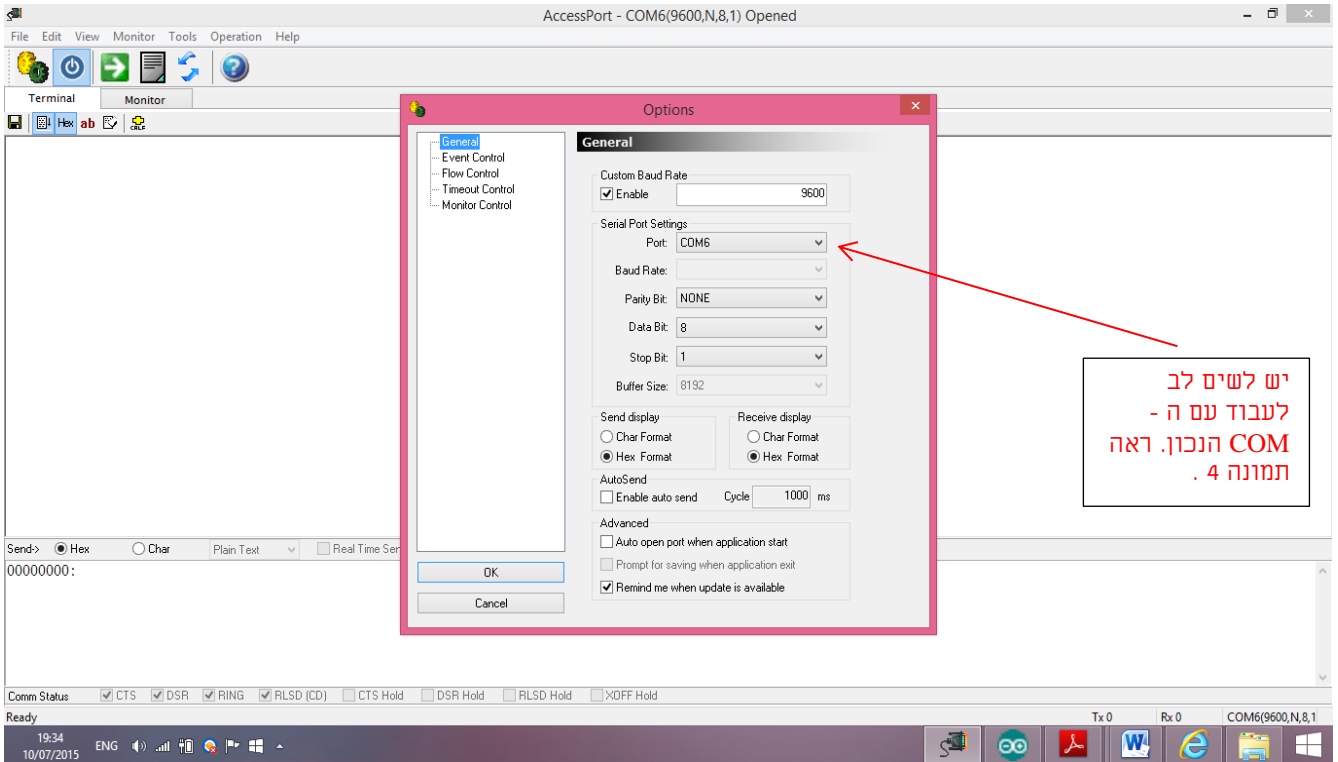 AccessPort - COM6(9600,N,8,1) Opened
File Edit View Monitor Tools Operation Help
Terminal Monitor
Hex ab CRLF
Options
General
Event Control
Flow Control
Timeout Control
Monitor Control
OK
Cancel
General
Custom Baud Rate
Enable 9600
Serial Port Settings
Port: COM6
Baud Rate:
Parity Bit: NONE
Data Bit: 8
Stop Bit: 1
Buffer Size: 8192
Send display Receive display
Char Format Char Format
Hex Format Hex Format
AutoSend
Enable auto send Cycle 1000 ms
Advanced
Auto open port when application start
Prompt for saving when application exit
Remind me when update is available
יש לשים לב
לעבוד עם ה -
COM הנכון. ראה
תמונה 4 .
Send-> Hex Char Plain Text Real Time Ser
00000000:
Comm Status CTS DSR RING RLSD (CD) CTS Hold DSR Hold RLSD Hold XOFF Hold
Ready Tx 0 Rx 0 COM6(9600,N,8,1
19:34
10/07/2015
ENG